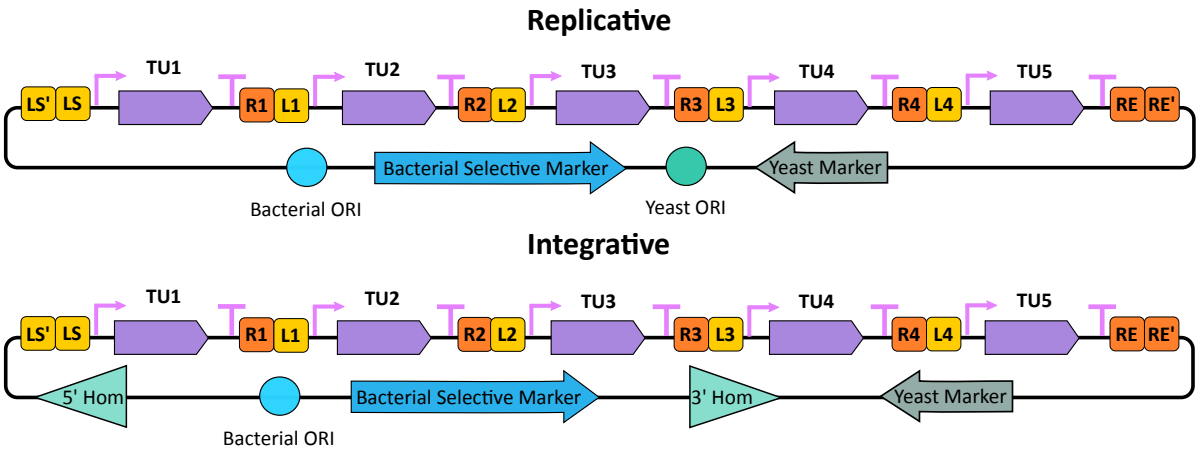 Replicative
TU1 TU2 TU3 TU4 TU5
LS' LS R1 L1 R2 L2 R3 L3 R4 L4 RE RE'
Bacterial Selective Marker Yeast Marker
Bacterial ORI Yeast ORI
Integrative
TU1 TU2 TU3 TU4 TU5
LS' LS R1 L1 R2 L2 R3 L3 R4 L4 RE RE'
5' Hom Bacterial Selective Marker 3' Hom Yeast Marker
Bacterial ORI